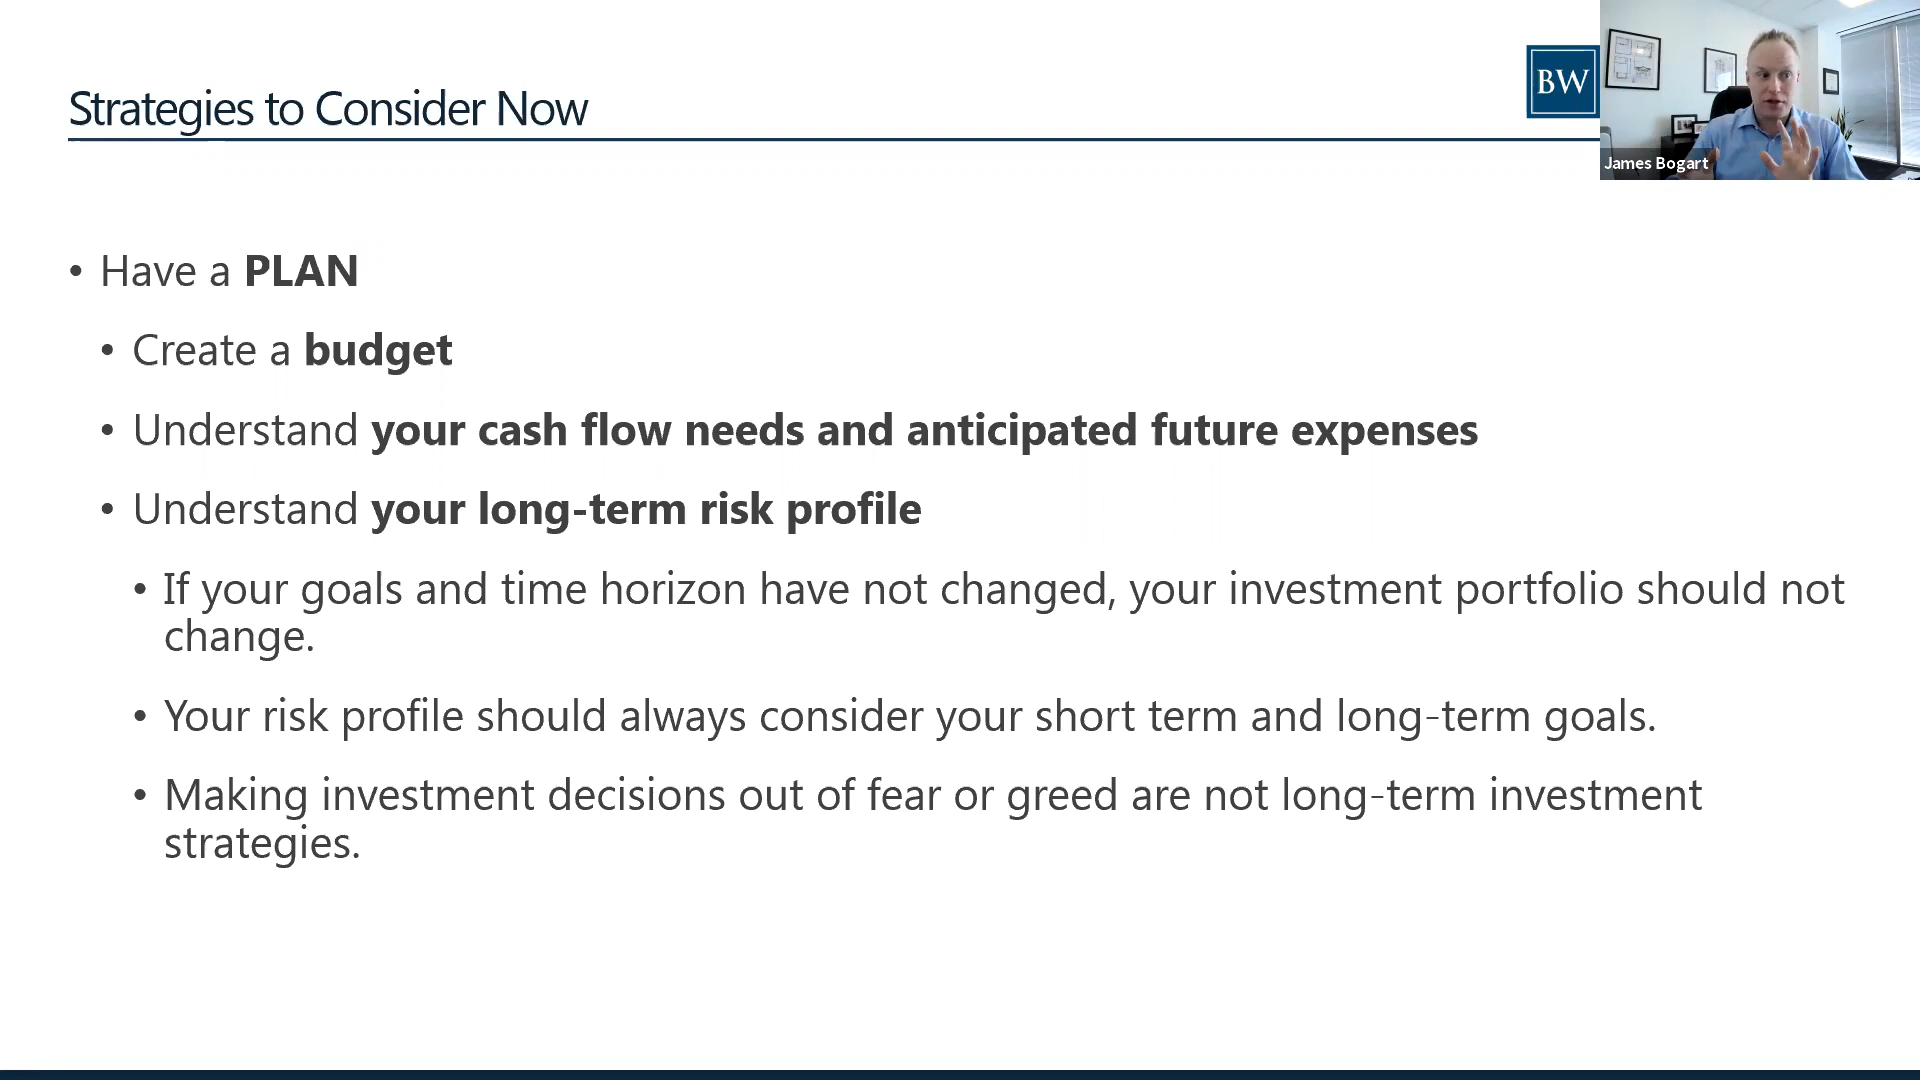 Strategies to Consider Now
BW
James Bogart
• Have a PLAN
• Create a budget
• Understand your cash flow needs and anticipated future expenses
• Understand your long-term risk profile
• If your goals and time horizon have not changed, your investment portfolio should not
change.
• Your risk profile should always consider your short term and long-term goals.
• Making investment decisions out of fear or greed are not long-term investment
strategies.